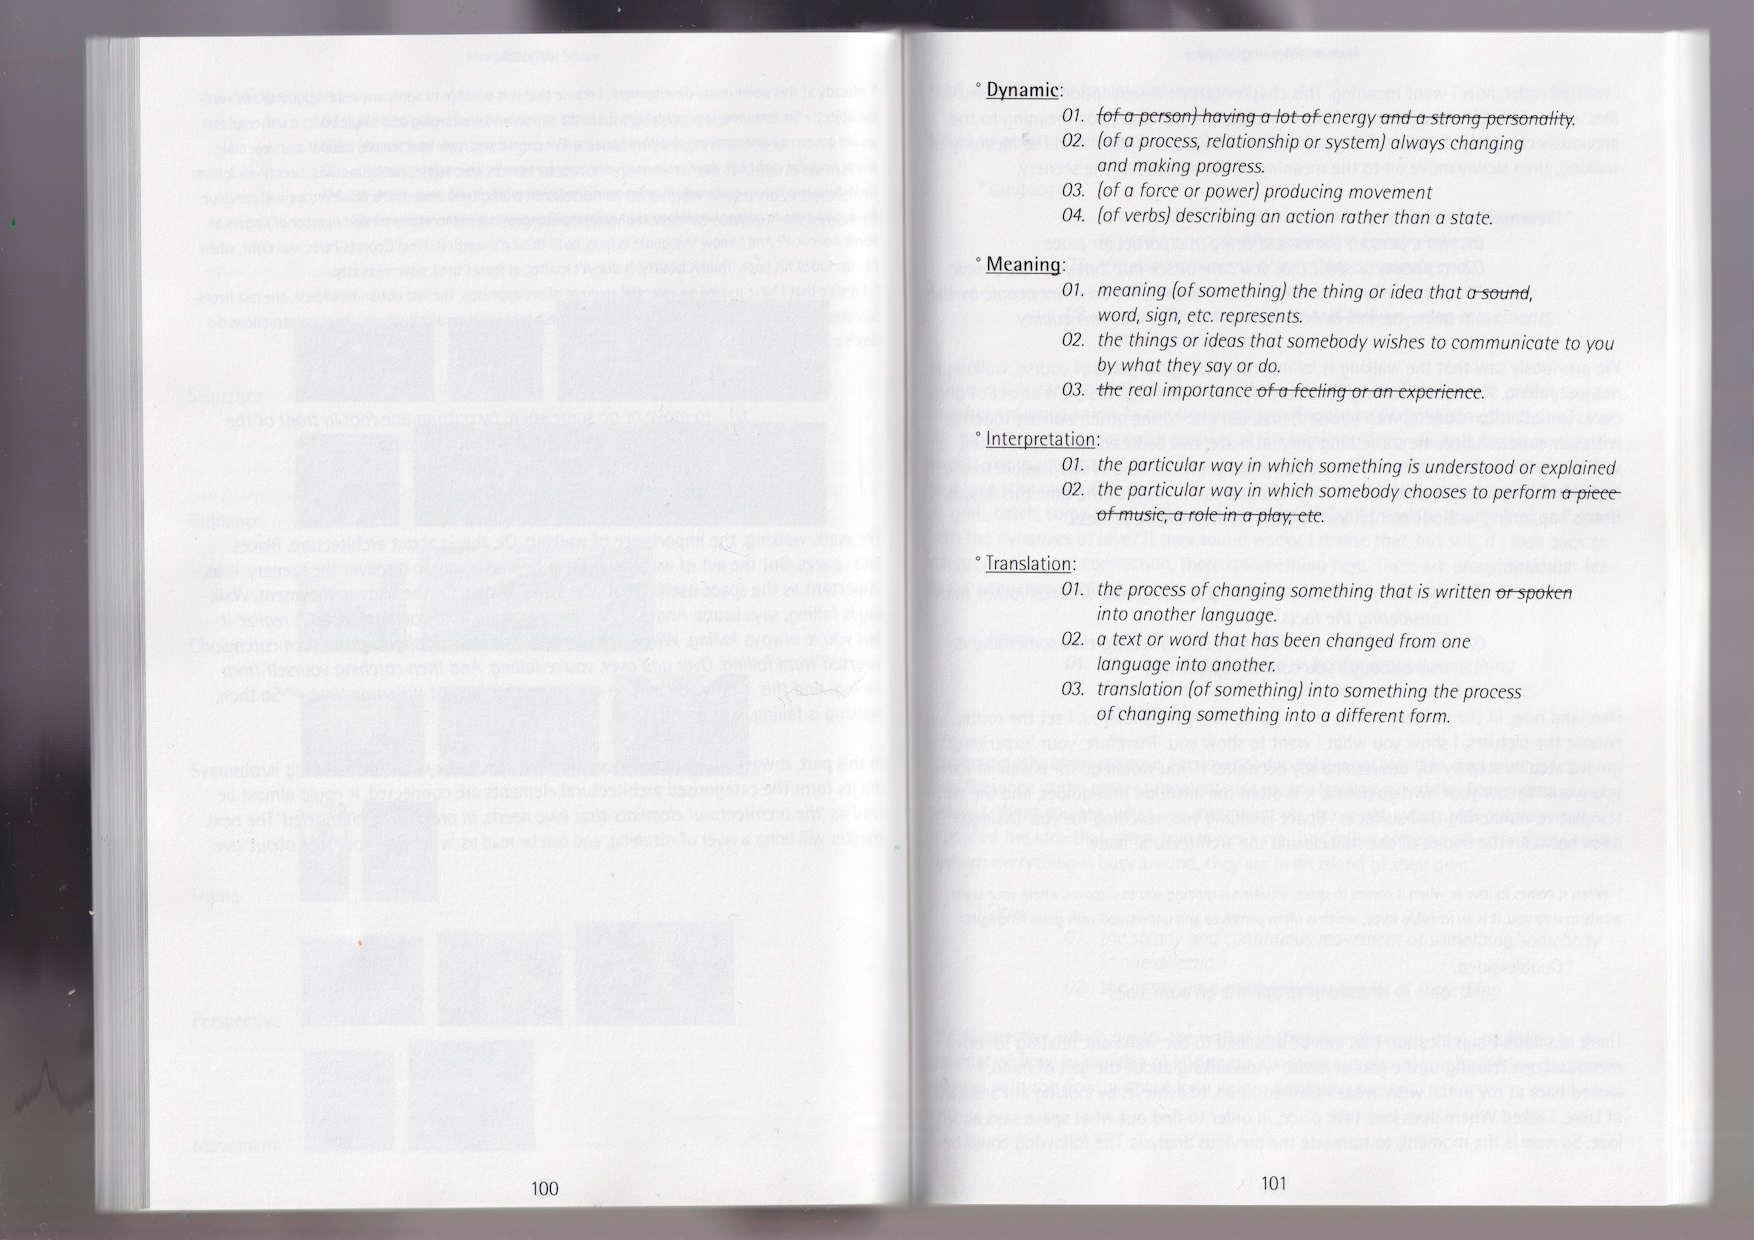 ° Dynamic:
01. (of a person) having a lot of energy and a strong personality.
02. (of a process, relationship or system) always changing
and making progress.
03. (of a force or power) producing movement
04. (of verbs) describing an action rather than a state.
° Meaning:
01. meaning (of something) the thing or idea that a sound,
word, sign, etc. represents.
02. the things or ideas that somebody wishes to communicate to you
by what they say or do.
03. the real importance of a feeling or an experience.
° Interpretation:
01. the particular way in which something is understood or explained
02. the particular way in which somebody chooses to perform a piece
of music, a role in a play, etc.
° Translation:
01. the process of changing something that is written or spoken
into another language.
02. a text or word that has been changed from one
language into another.
03. translation (of something) into something the process
of changing something into a different form.
100
101